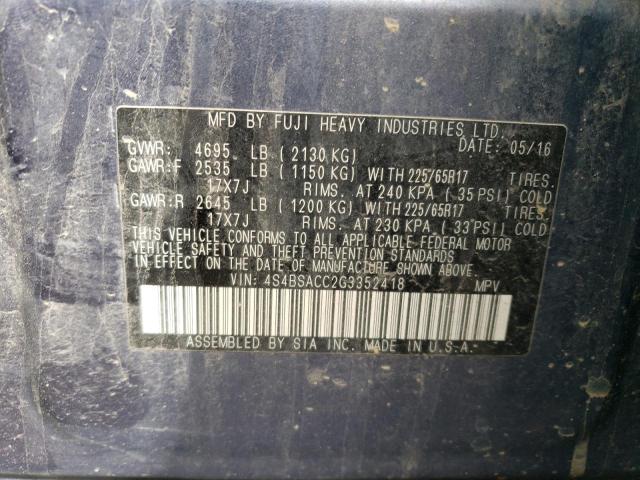 MFD BY FUJI HEAVY INDUSTRIES LTD.
GVWR: 4695 LB (2130 KG) DATE: 05/16
GAWR:F 2535 LB (1150 KG) WITH 225/65R17 TIRES.
17X7J RIMS. AT 240 KPA (35 PSI) COLD
GAWR:R 2645 LB (1200 KG) WITH 225/65R17 TIRES.
17X7J RIMS. AT 230 KPA (33 PSI) COLD
THIS VEHICLE CONFORMS TO ALL APPLICABLE FEDERAL MOTOR
VEHICLE SAFETY AND THEFT PREVENTION STANDARDS
IN EFFECT ON THE DATE OF MANUFACTURE SHOWN ABOVE.
VIN: 4S4BSACC2G3352418 MPV
ASSEMBLED BY SIA INC. MADE IN U.S.A.